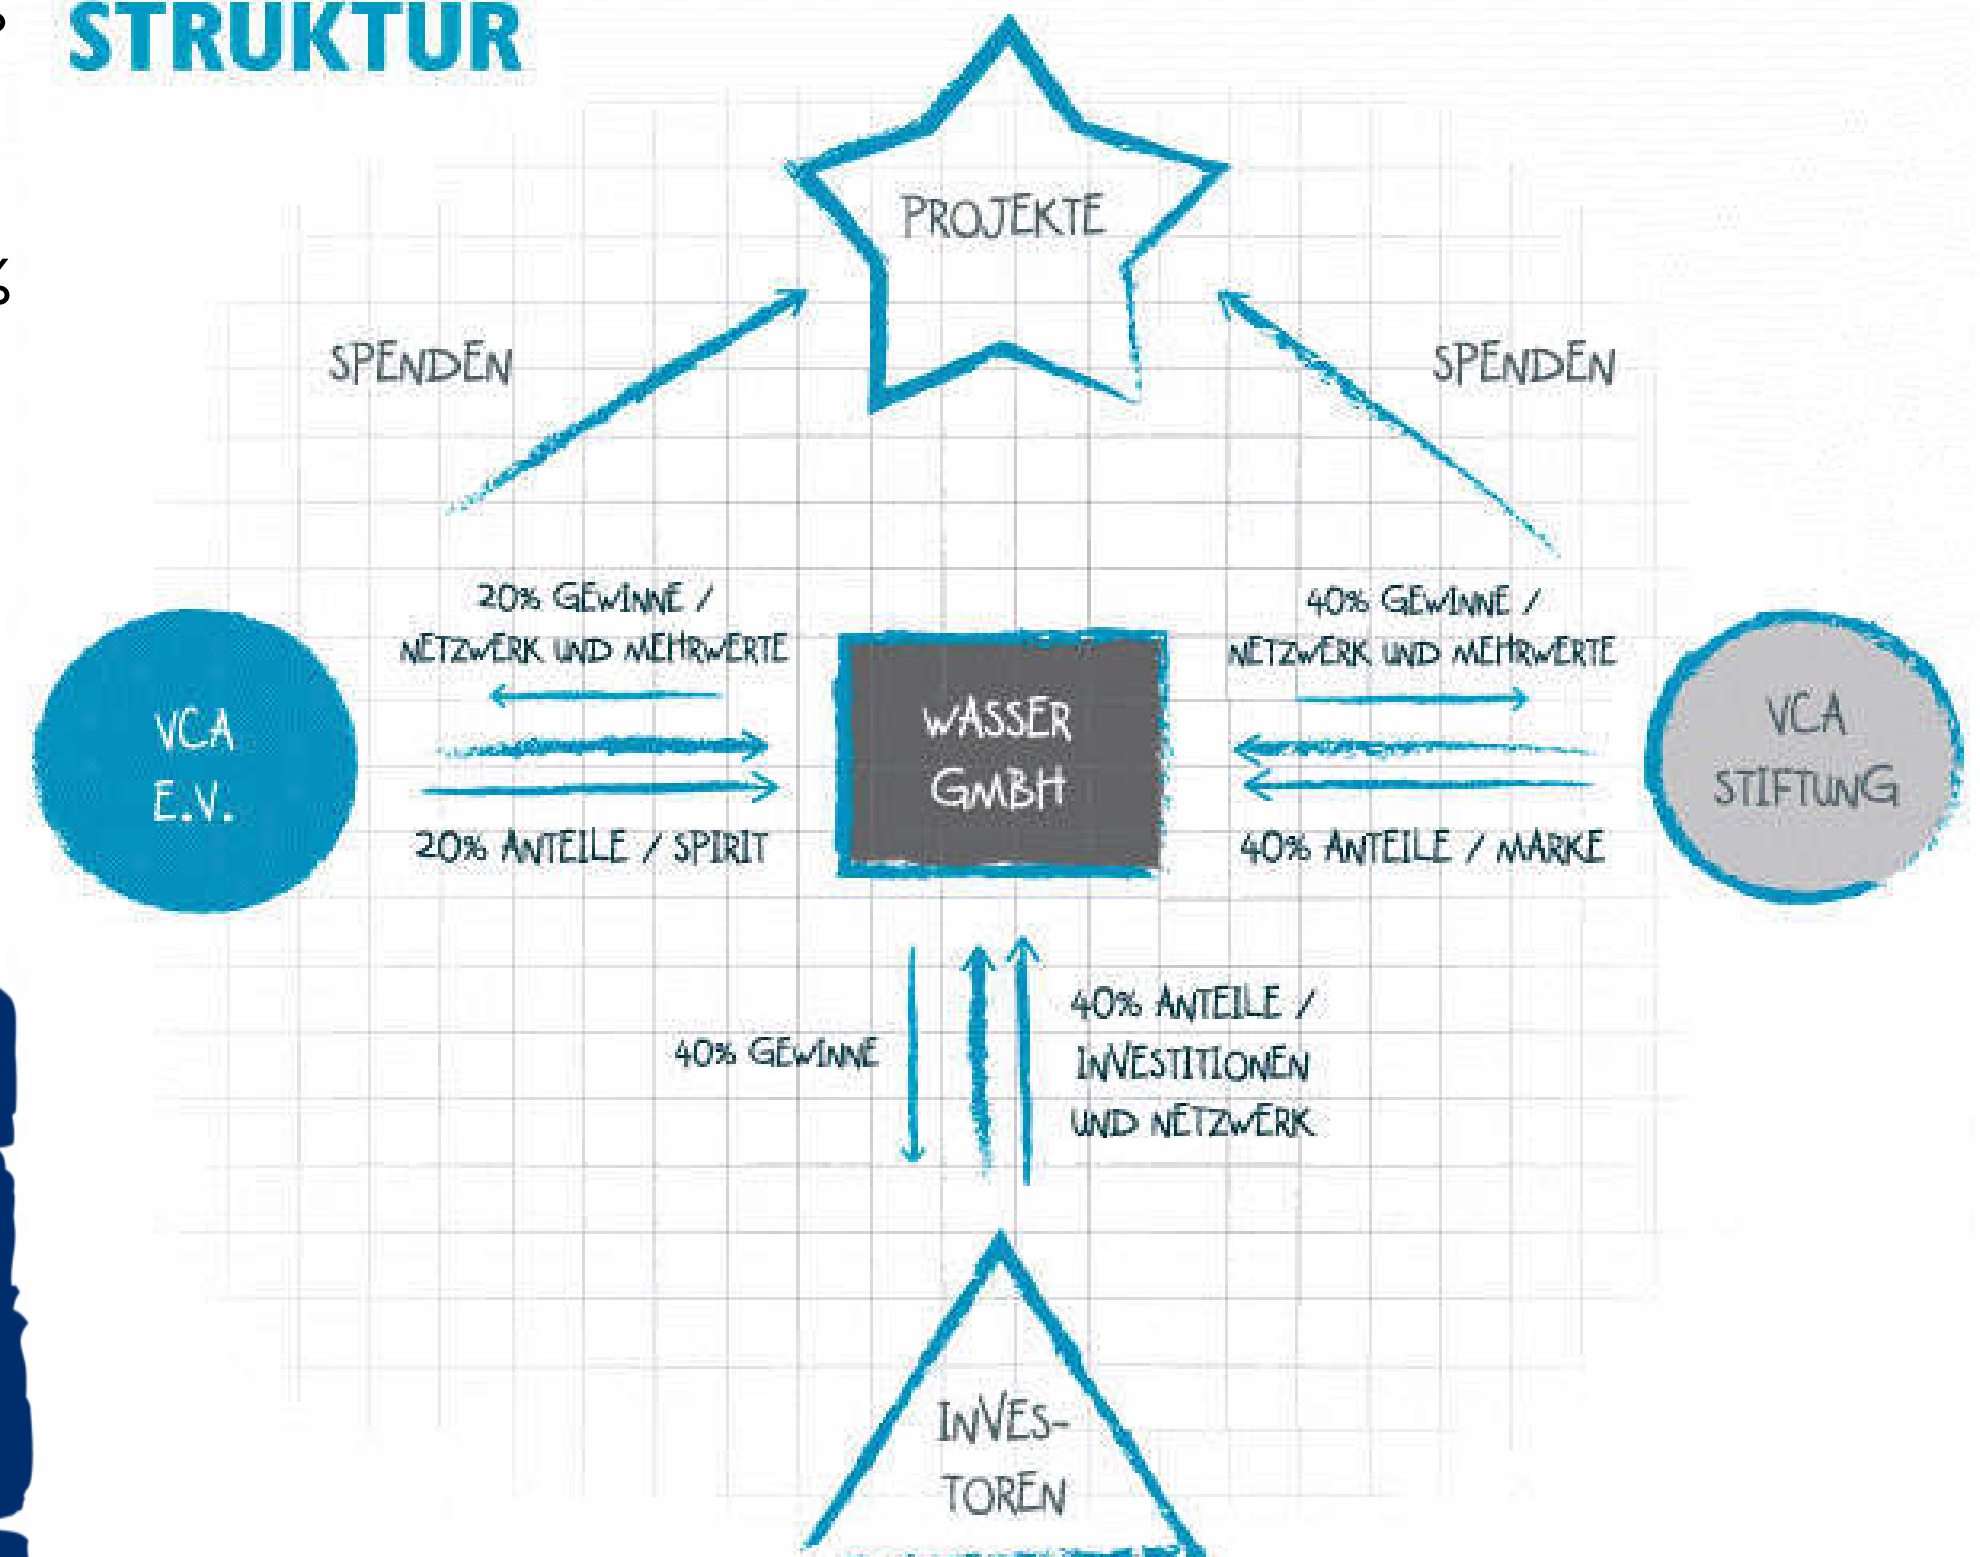 STRUKTUR
PROJEKTE
SPENDEN
SPENDEN
20% GEWINNE /
NETZWERK UND MEHRWERTE
40% GEWINNE /
NETZWERK UND MEHRWERTE
VCA
E.V.
WASSER
GMBH
VCA
STIFTUNG
20% ANTEILE / SPIRIT
40% ANTEILE / MARKE
40% GEWINNE
40% ANTEILE /
INVESTITIONEN
UND NETZWERK
INVES-
TOREN